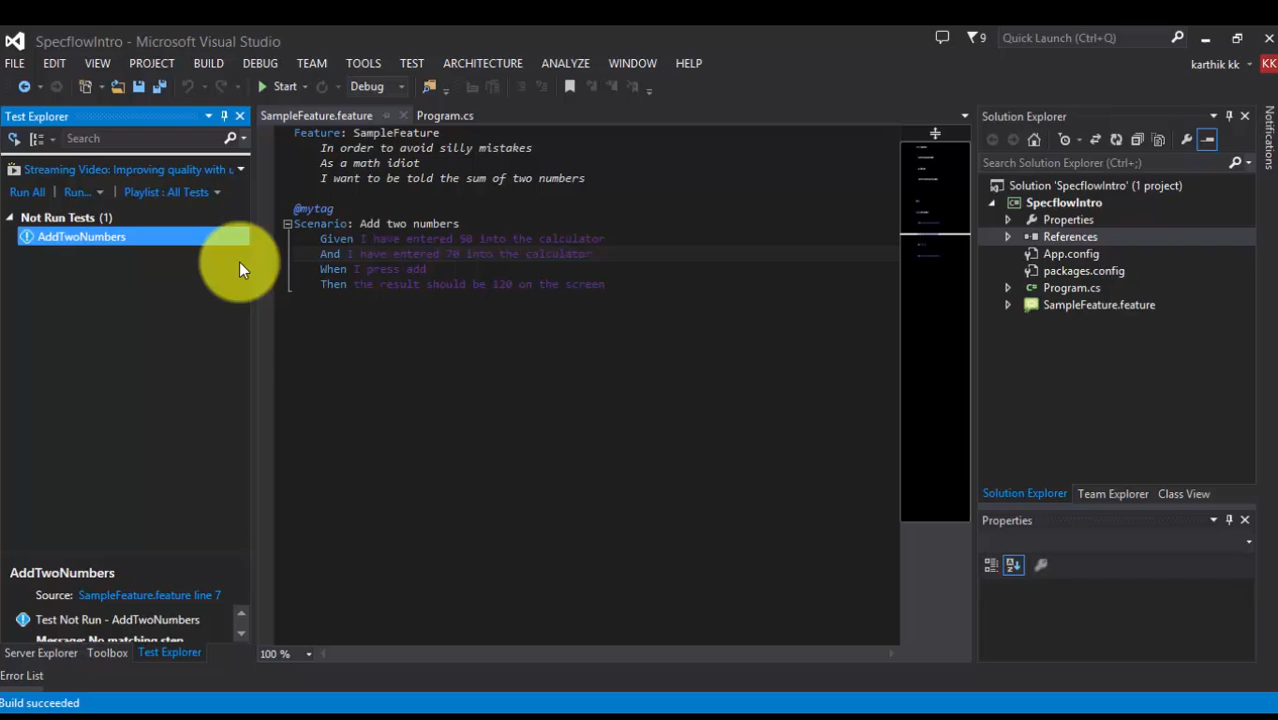 SpecflowIntro - Microsoft Visual Studio
9
Quick Launch (Ctrl+Q)
FILE EDIT VIEW PROJECT BUILD DEBUG TEAM TOOLS TEST ARCHITECTURE ANALYZE WINDOW HELP
karthik kk
KK
Start
Debug
Test Explorer
Search
Streaming Video: Improving quality with
Run All Run... Playlist : All Tests
Not Run Tests (1)
AddTwoNumbers
AddTwoNumbers
Source: SampleFeature.feature line 7
Test Not Run - AddTwoNumbers
Message: No matching step
Server Explorer Toolbox Test Explorer
Error List
Build succeeded
SampleFeature.feature Program.cs
Feature: SampleFeature
In order to avoid silly mistakes
As a math idiot
I want to be told the sum of two numbers
@mytag
Scenario: Add two numbers
Given I have entered 50 into the calculator
And I have entered 70 into the calculator
When I press add
Then the result should be 120 on the screen
100 %
Solution Explorer
Search Solution Explorer (Ctrl+;)
Solution 'SpecflowIntro' (1 project)
SpecflowIntro
Properties
References
App.config
packages.config
Program.cs
SampleFeature.feature
Solution Explorer Team Explorer Class View
Properties
Notifications